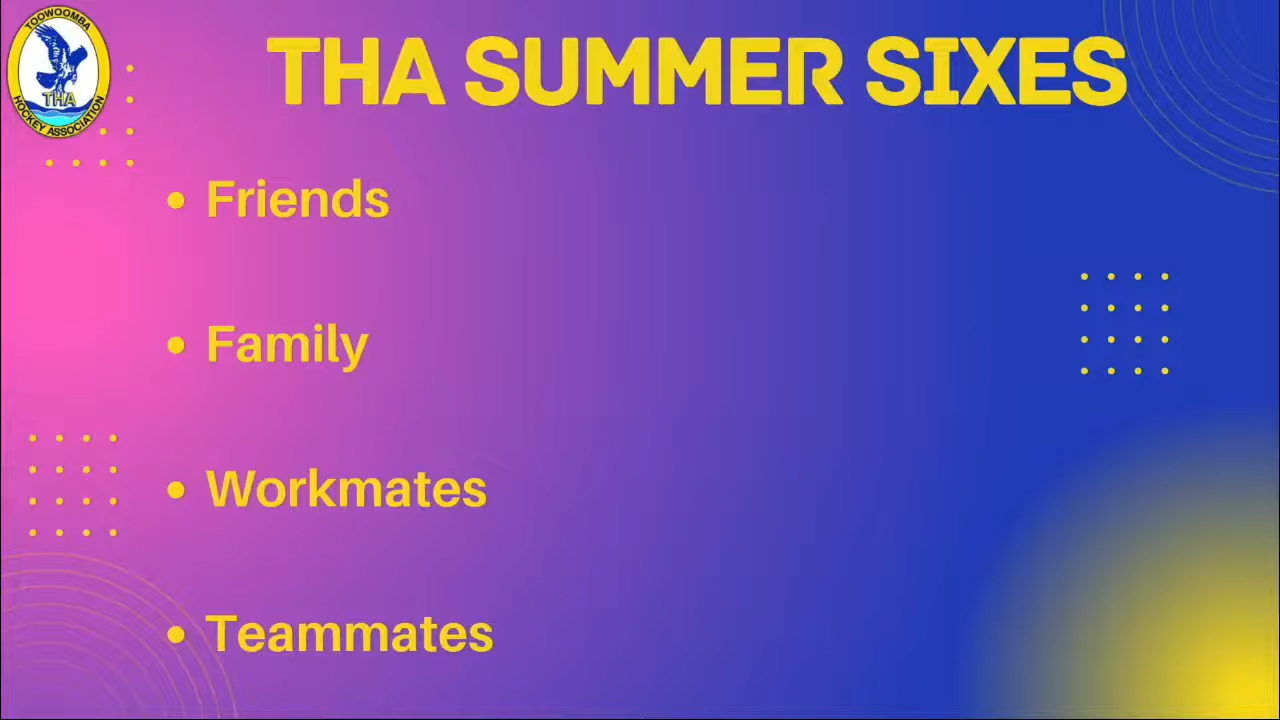 TOOWOOMBA
THA
HOCKEY ASSOCIATION
THA SUMMER SIXES
• Friends
• Family
• Workmates
• Teammates